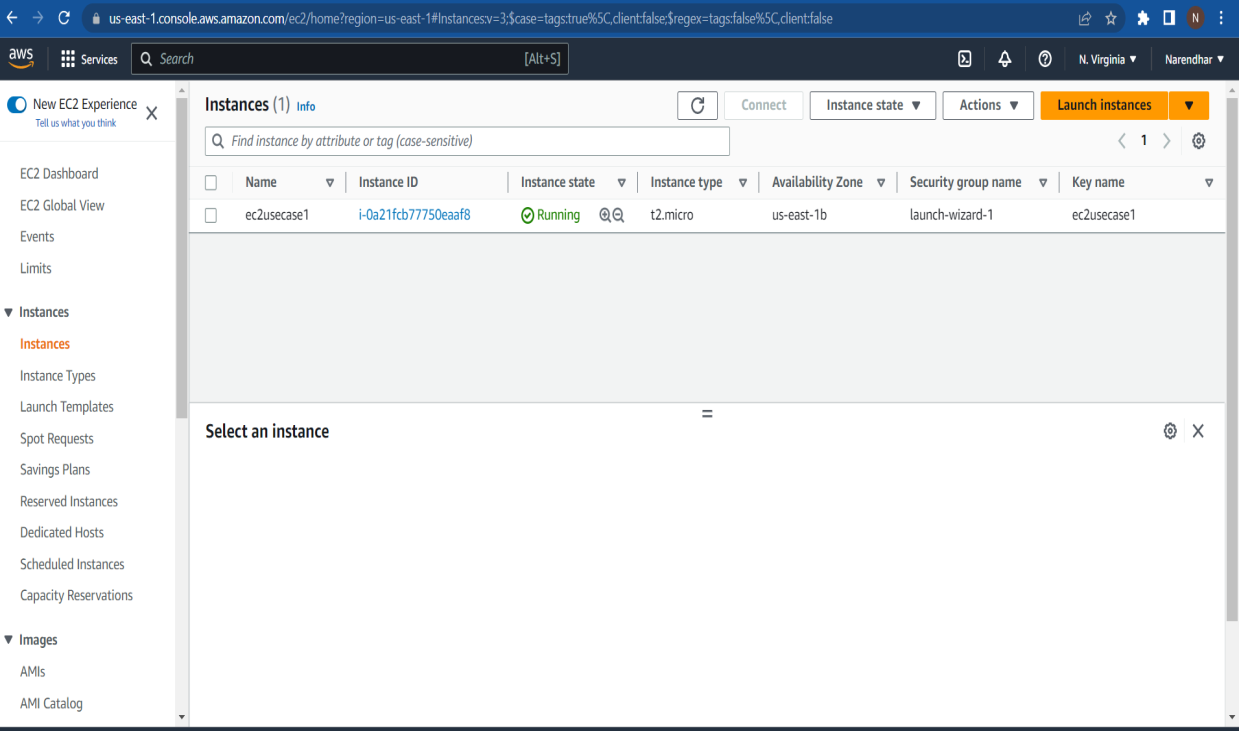 us-east-1.console.aws.amazon.com/ec2/home?region=us-east-1#Instances:v=3;$case=tags:true%5C,client:false;$regex=tags:false%5C,client:false
N
aws Services Search [Alt+S] N. Virginia Narendhar
New EC2 Experience
Tell us what you think
EC2 Dashboard
EC2 Global View
Events
Limits
Instances
Instances
Instance Types
Launch Templates
Spot Requests
Savings Plans
Reserved Instances
Dedicated Hosts
Scheduled Instances
Capacity Reservations
Images
AMIs
AMI Catalog
Instances (1) Info Connect Instance state Actions Launch instances
Find instance by attribute or tag (case-sensitive) 1
Name Instance ID Instance state Instance type Availability Zone Security group name Key name
ec2usecase1 i-0a21fcb77750eaaf8 Running t2.micro us-east-1b launch-wizard-1 ec2usecase1
Select an instance